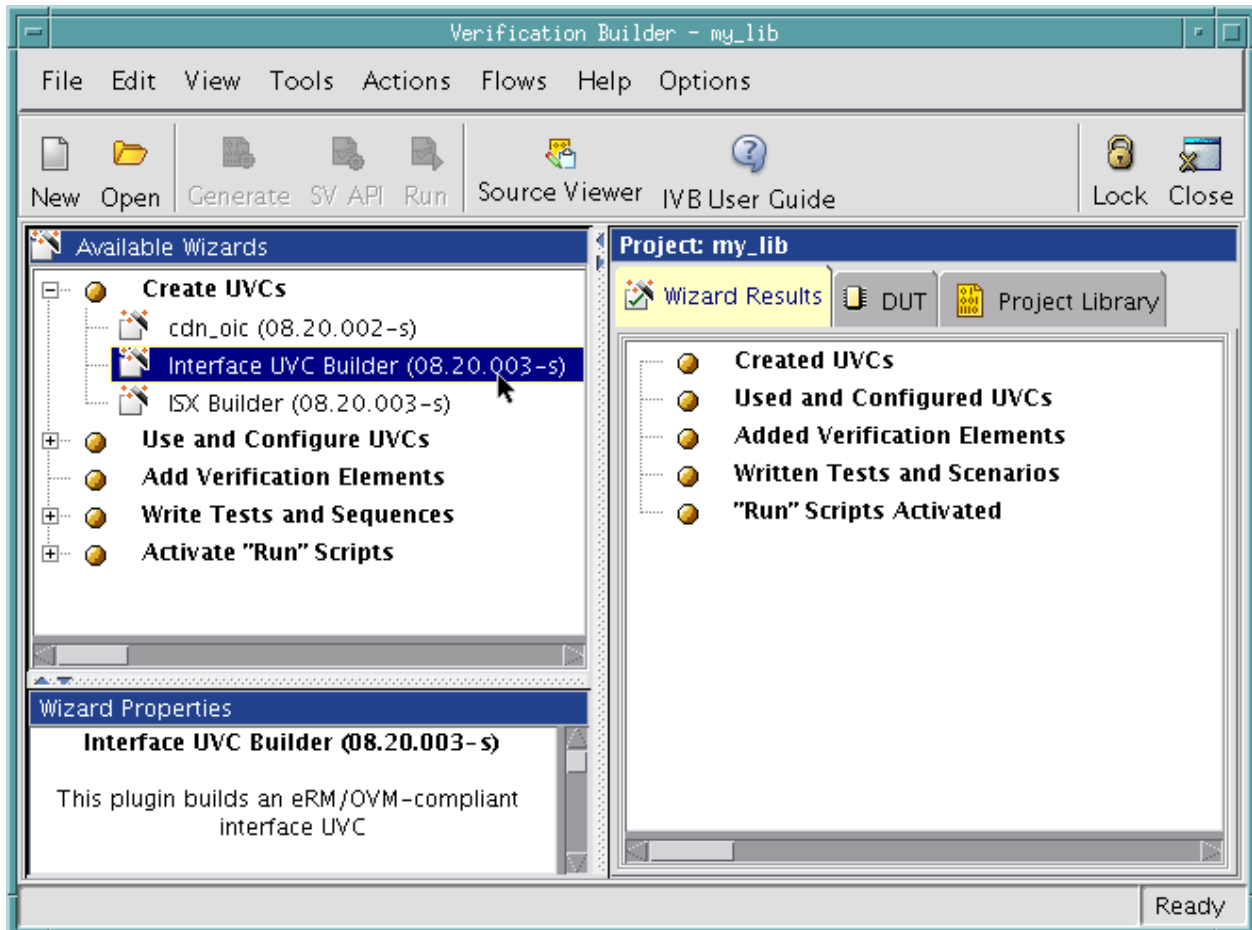 Verification Builder - my_lib
File Edit View Tools Actions Flows Help Options
New Open Generate SV API Run Source Viewer IVB User Guide Lock Close
Available Wizards
Create UVCs
cdn_oic (08.20.002-s)
Interface UVC Builder (08.20.003-s)
ISX Builder (08.20.003-s)
Use and Configure UVCs
Add Verification Elements
Write Tests and Sequences
Activate "Run" Scripts
Wizard Properties
Interface UVC Builder (08.20.003-s)
This plugin builds an eRM/OVM-compliant
interface UVC
Project: my_lib
Wizard Results DUT Project Library
Created UVCs
Used and Configured UVCs
Added Verification Elements
Written Tests and Scenarios
"Run" Scripts Activated
Ready